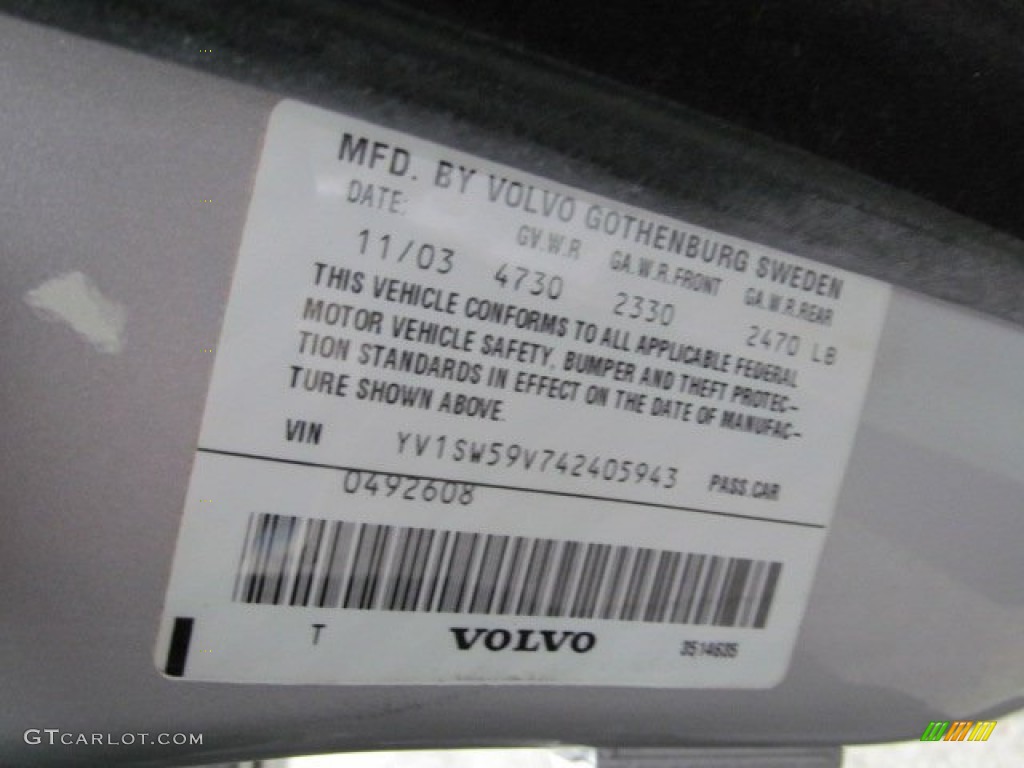 MFD. BY VOLVO GOTHENBURG SWEDEN
DATE: GV.W.R GA.W.R.FRONT GA.W.R.REAR
11/03 4730 2330 2470 LB
THIS VEHICLE CONFORMS TO ALL APPLICABLE FEDERAL
MOTOR VEHICLE SAFETY, BUMPER AND THEFT PROTEC-
TION STANDARDS IN EFFECT ON THE DATE OF MANUFAC-
TURE SHOWN ABOVE.
VIN YV1SW59V742405943 PASS.CAR
0492608
T VOLVO 3514635
GTCARLOT.COM